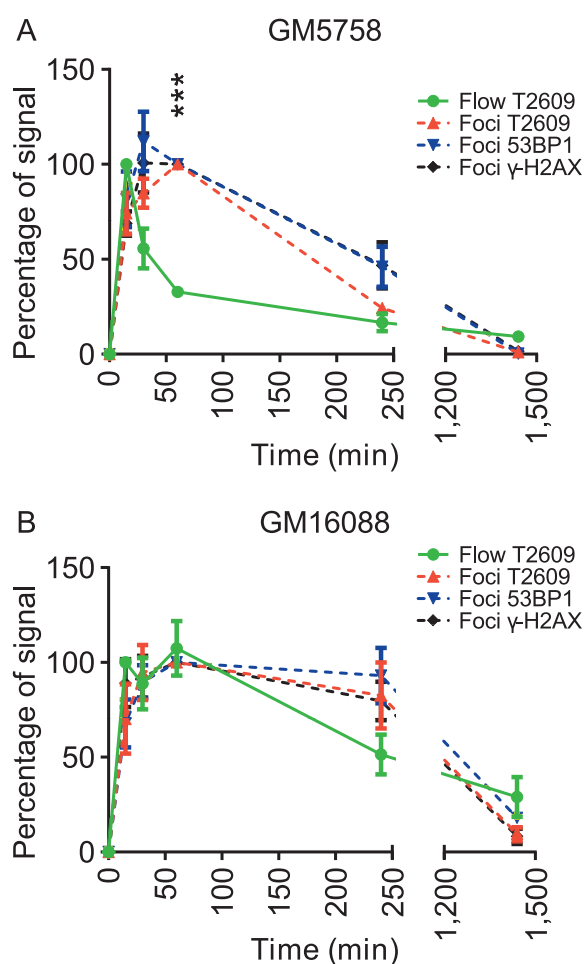 A
GM5758
150
100
50
0
Percentage of signal
***
Flow T2609
Foci T2609
Foci 53BP1
Foci γ-H2AX
0
50
100
150
200
250
1,200
1,500
Time (min)
B
GM16088
150
100
50
0
Percentage of signal
Flow T2609
Foci T2609
Foci 53BP1
Foci γ-H2AX
0
50
100
150
200
250
1,200
1,500
Time (min)